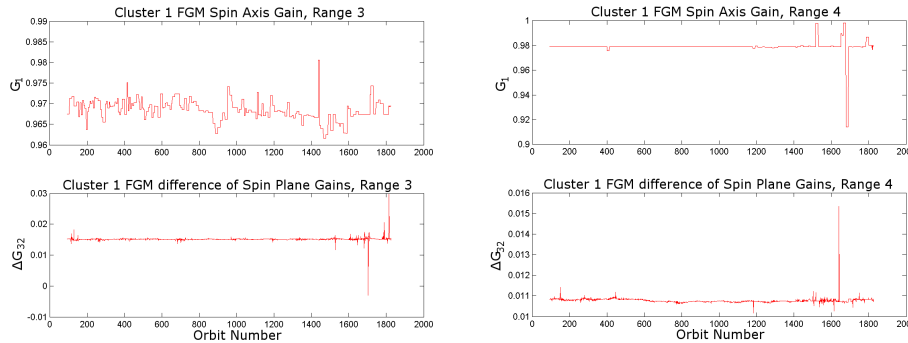 Cluster 1 FGM Spin Axis Gain, Range 3
0.99
0.985
0.98
0.975
0.97
0.965
0.96
G1
0 200 400 600 800 1000 1200 1400 1600 1800 2000
Cluster 1 FGM Spin Axis Gain, Range 4
1
0.98
0.96
0.94
0.92
0.9
G1
0 200 400 600 800 1000 1200 1400 1600 1800 2000
Cluster 1 FGM difference of Spin Plane Gains, Range 3
0.03
0.02
0.01
0
-0.01
ΔG32
0 200 400 600 800 1000 1200 1400 1600 1800 2000
Orbit Number
Cluster 1 FGM difference of Spin Plane Gains, Range 4
0.016
0.015
0.014
0.013
0.012
0.011
0.01
ΔG32
0 200 400 600 800 1000 1200 1400 1600 1800 2000
Orbit Number